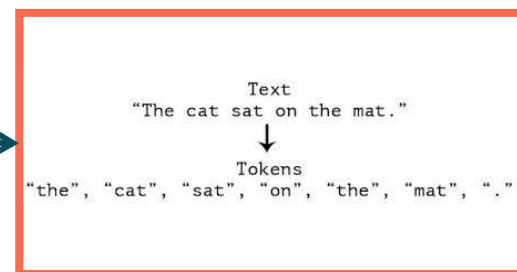 Text
“The cat sat on the mat.”
↓
Tokens
“the”, “cat”, “sat”, “on”, “the”, “mat”, “.”